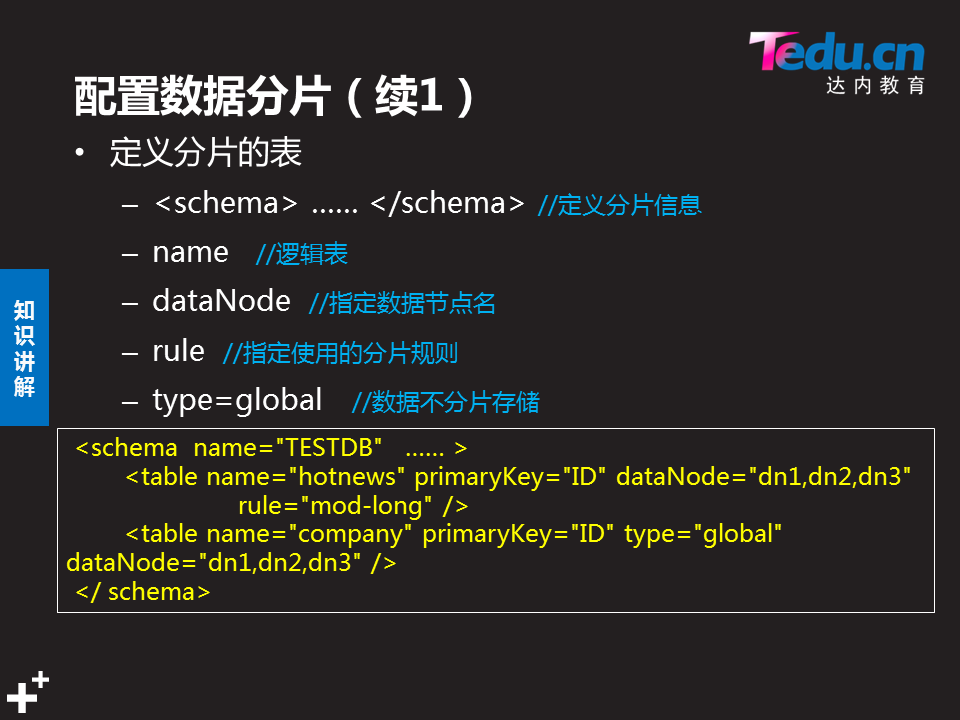 Tedu.cn
达内教育
配置数据分片（续1）
• 定义分片的表
– <schema> …… </schema> //定义分片信息
– name //逻辑表
– dataNode //指定数据节点名
– rule //指定使用的分片规则
– type=global //数据不分片存储
知
识
讲
解
<schema name="TESTDB" …… >
<table name="hotnews" primaryKey="ID" dataNode="dn1,dn2,dn3"
rule="mod-long" />
<table name="company" primaryKey="ID" type="global"
dataNode="dn1,dn2,dn3" />
</ schema>